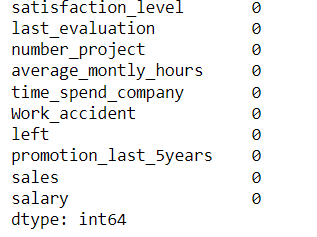 satisfaction_level 0
last_evaluation 0
number_project 0
average_montly_hours 0
time_spend_company 0
Work_accident 0
left 0
promotion_last_5years 0
sales 0
salary 0
dtype: int64